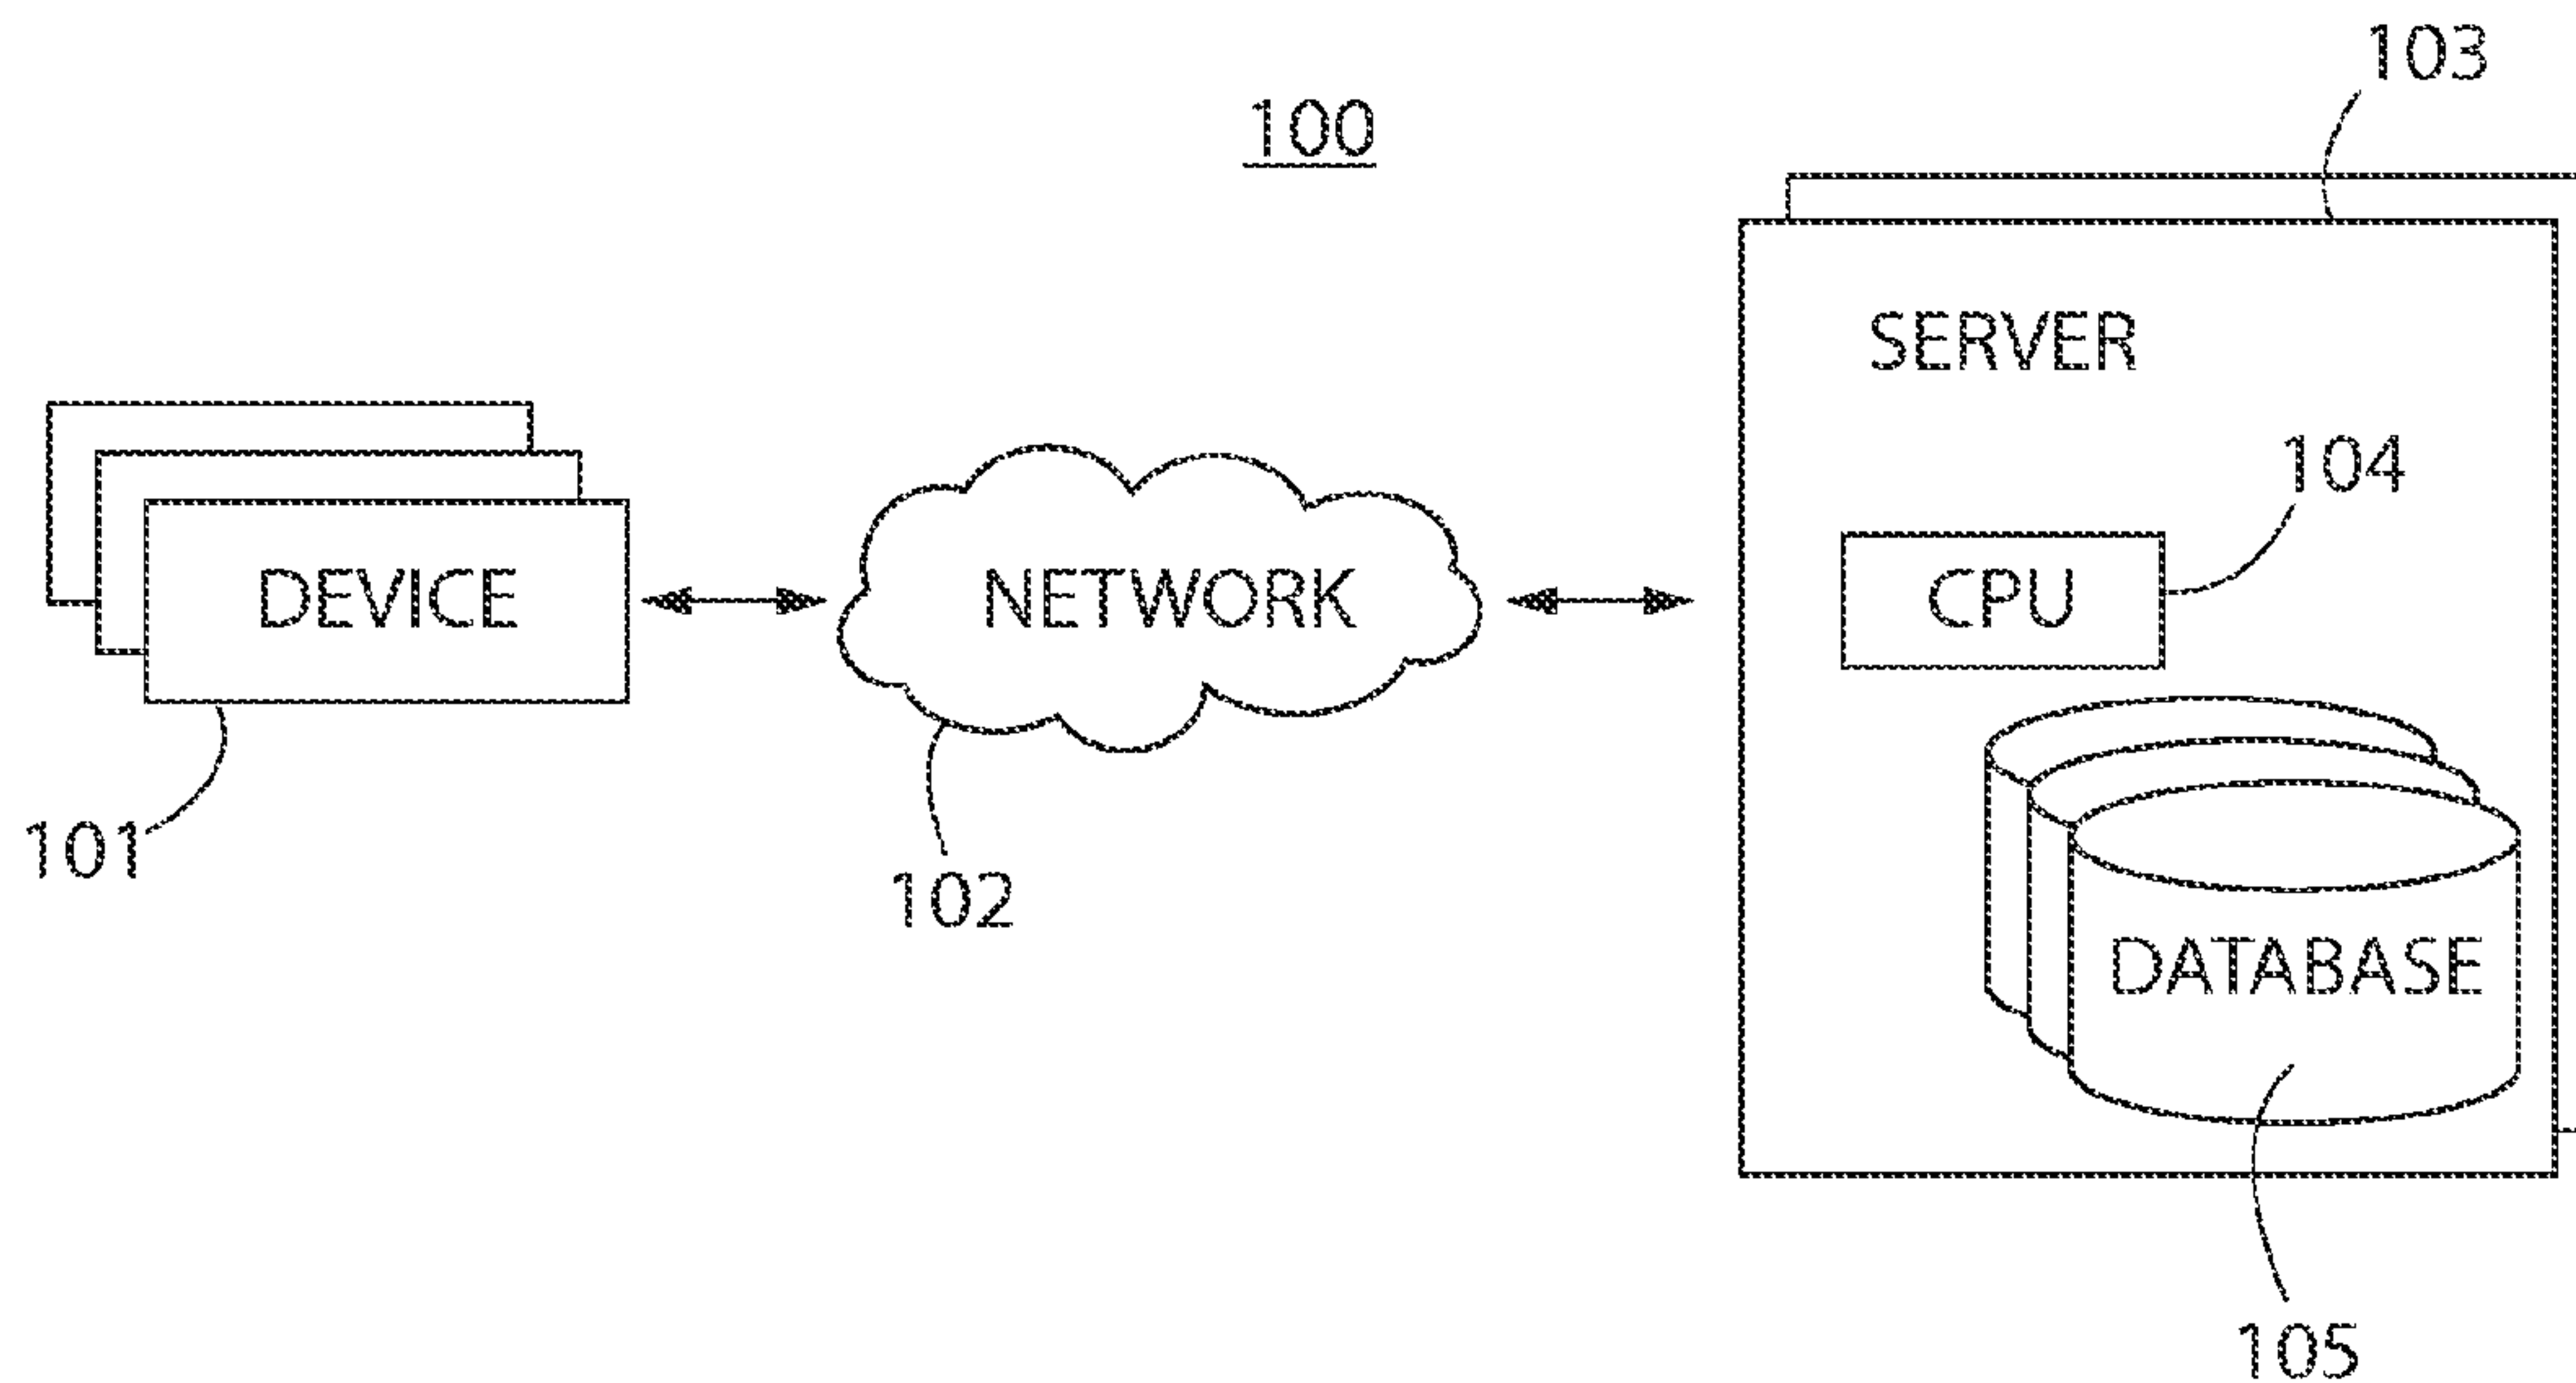 103
100
SERVER
104
DEVICE
NETWORK
CPU
101
102
DATABASE
105